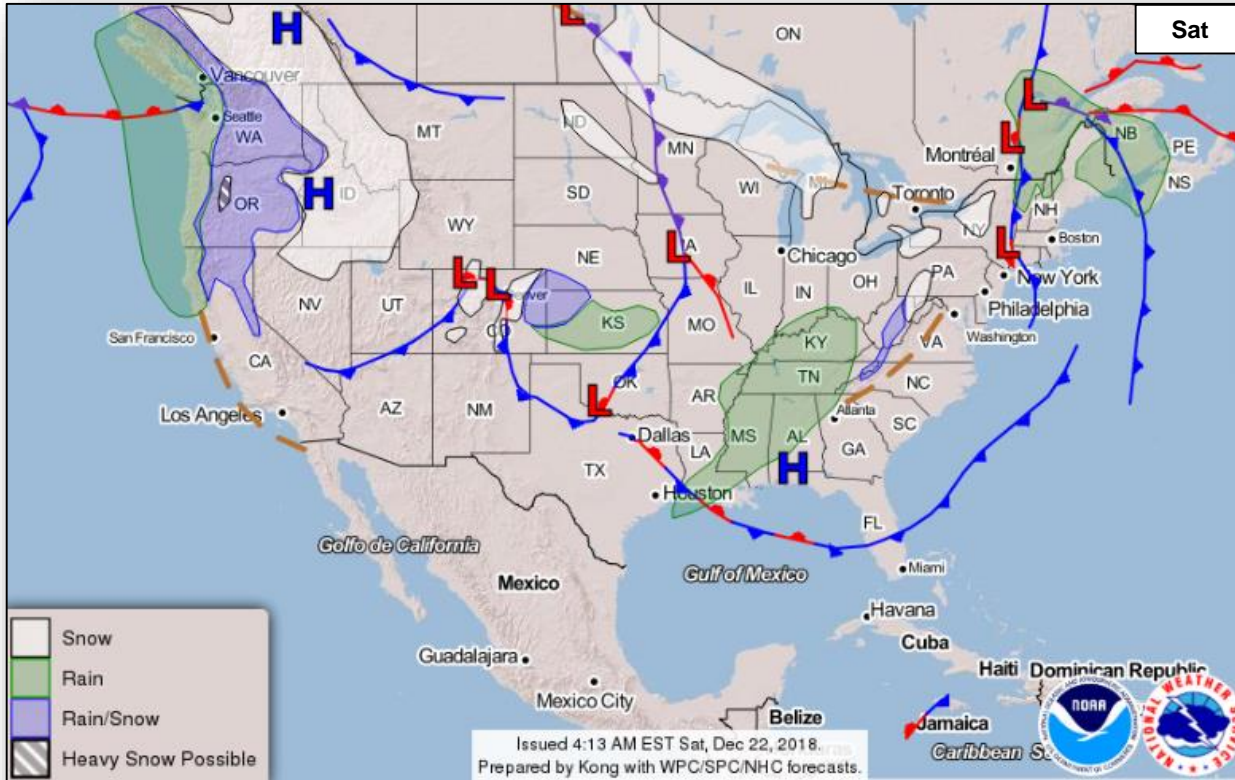 Sat
H
L
L
ON
Vancouver
Seattle
WA
MT
ND
MN
NB
PE
NS
Montréal
L
OR
H
ID
SD
WI
MI
Toronto
NH
NY
Boston
WY
L
L
NE
L
IA
Chicago
L
New York
PA
Philadelphia
NV
UT
CO
KS
IL
IN
OH
MO
KY
VA
Washington
San Francisco
CA
Los Angeles
AZ
NM
OK
L
AR
TN
NC
Atlanta
SC
Dallas
MS
AL
GA
LA
H
TX
Houston
FL
Golfo de California
Mexico
Gulf of Mexico
Miami
Havana
Cuba
Guadalajara
Mexico City
Haiti
Dominican Republic
Belize
Jamaica
Caribbean
Snow
Rain
Rain/Snow
Heavy Snow Possible
Issued 4:13 AM EST Sat, Dec 22, 2018.
Prepared by Kong with WPC/SPC/NHC forecasts.
NOAA
NATIONAL WEATHER SERVICE